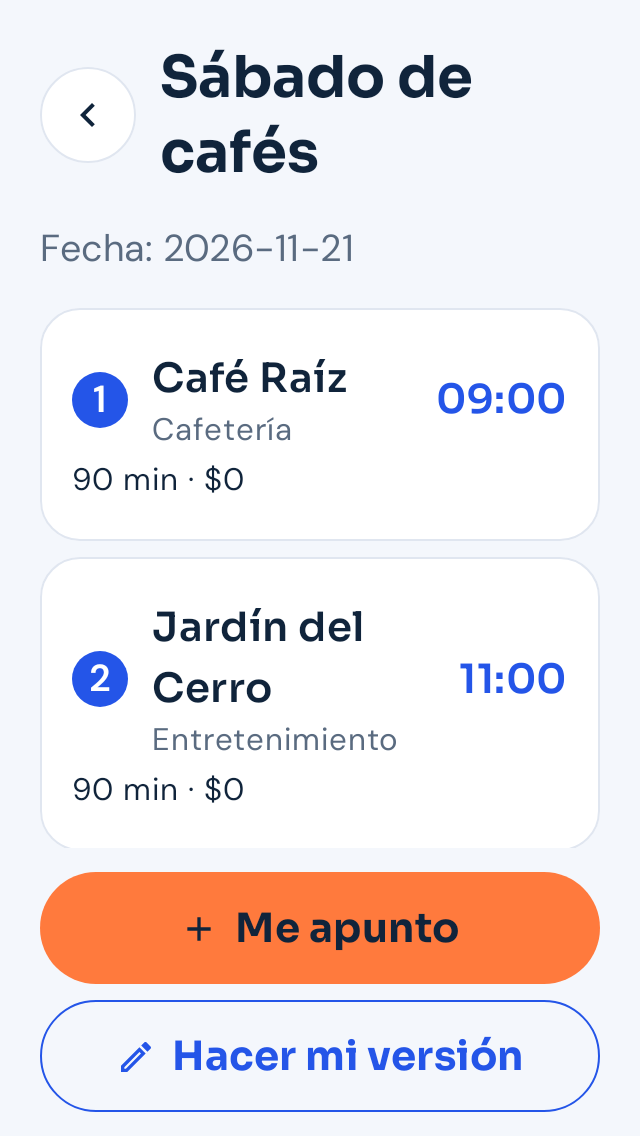 Sábado de
cafés
Fecha: 2026-11-21
1
Café Raíz
Cafetería
09:00
90 min · $0
2
Jardín del
Cerro
Entretenimiento
11:00
90 min · $0
+ Me apunto
Hacer mi versión